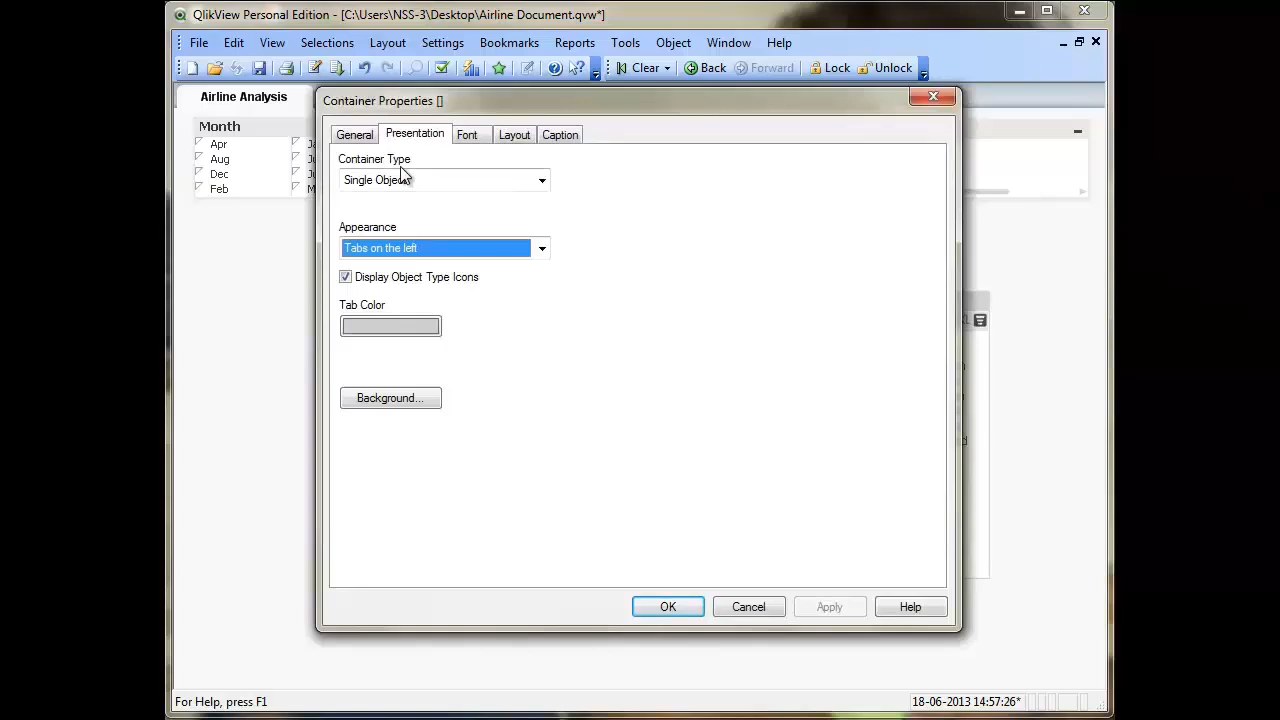 QlikView Personal Edition - [C:\Users\NSS-3\Desktop\Airline Document.qvw*]
File Edit View Selections Layout Settings Bookmarks Reports Tools Object Window Help
Clear Back Forward Lock Unlock
Airline Analysis
Month
Apr
Aug
Dec
Feb
Container Properties []
General Presentation Font Layout Caption
Container Type
Single Object
Appearance
Tabs on the left
Display Object Type Icons
Tab Color
Background...
OK Cancel Apply Help
For Help, press F1
18-06-2013 14:57:26*